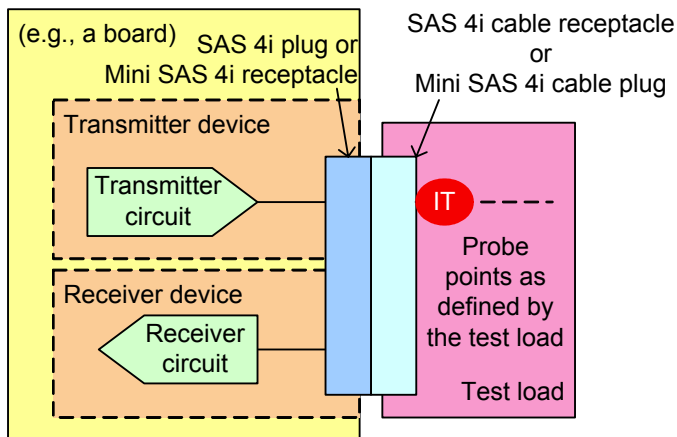 (e.g., a board)
SAS 4i plug or
Mini SAS 4i receptacle
SAS 4i cable receptacle
or
Mini SAS 4i cable plug
Transmitter device
Transmitter
circuit
IT
Probe
points as
defined by
the test load
Receiver device
Receiver
circuit
Test load